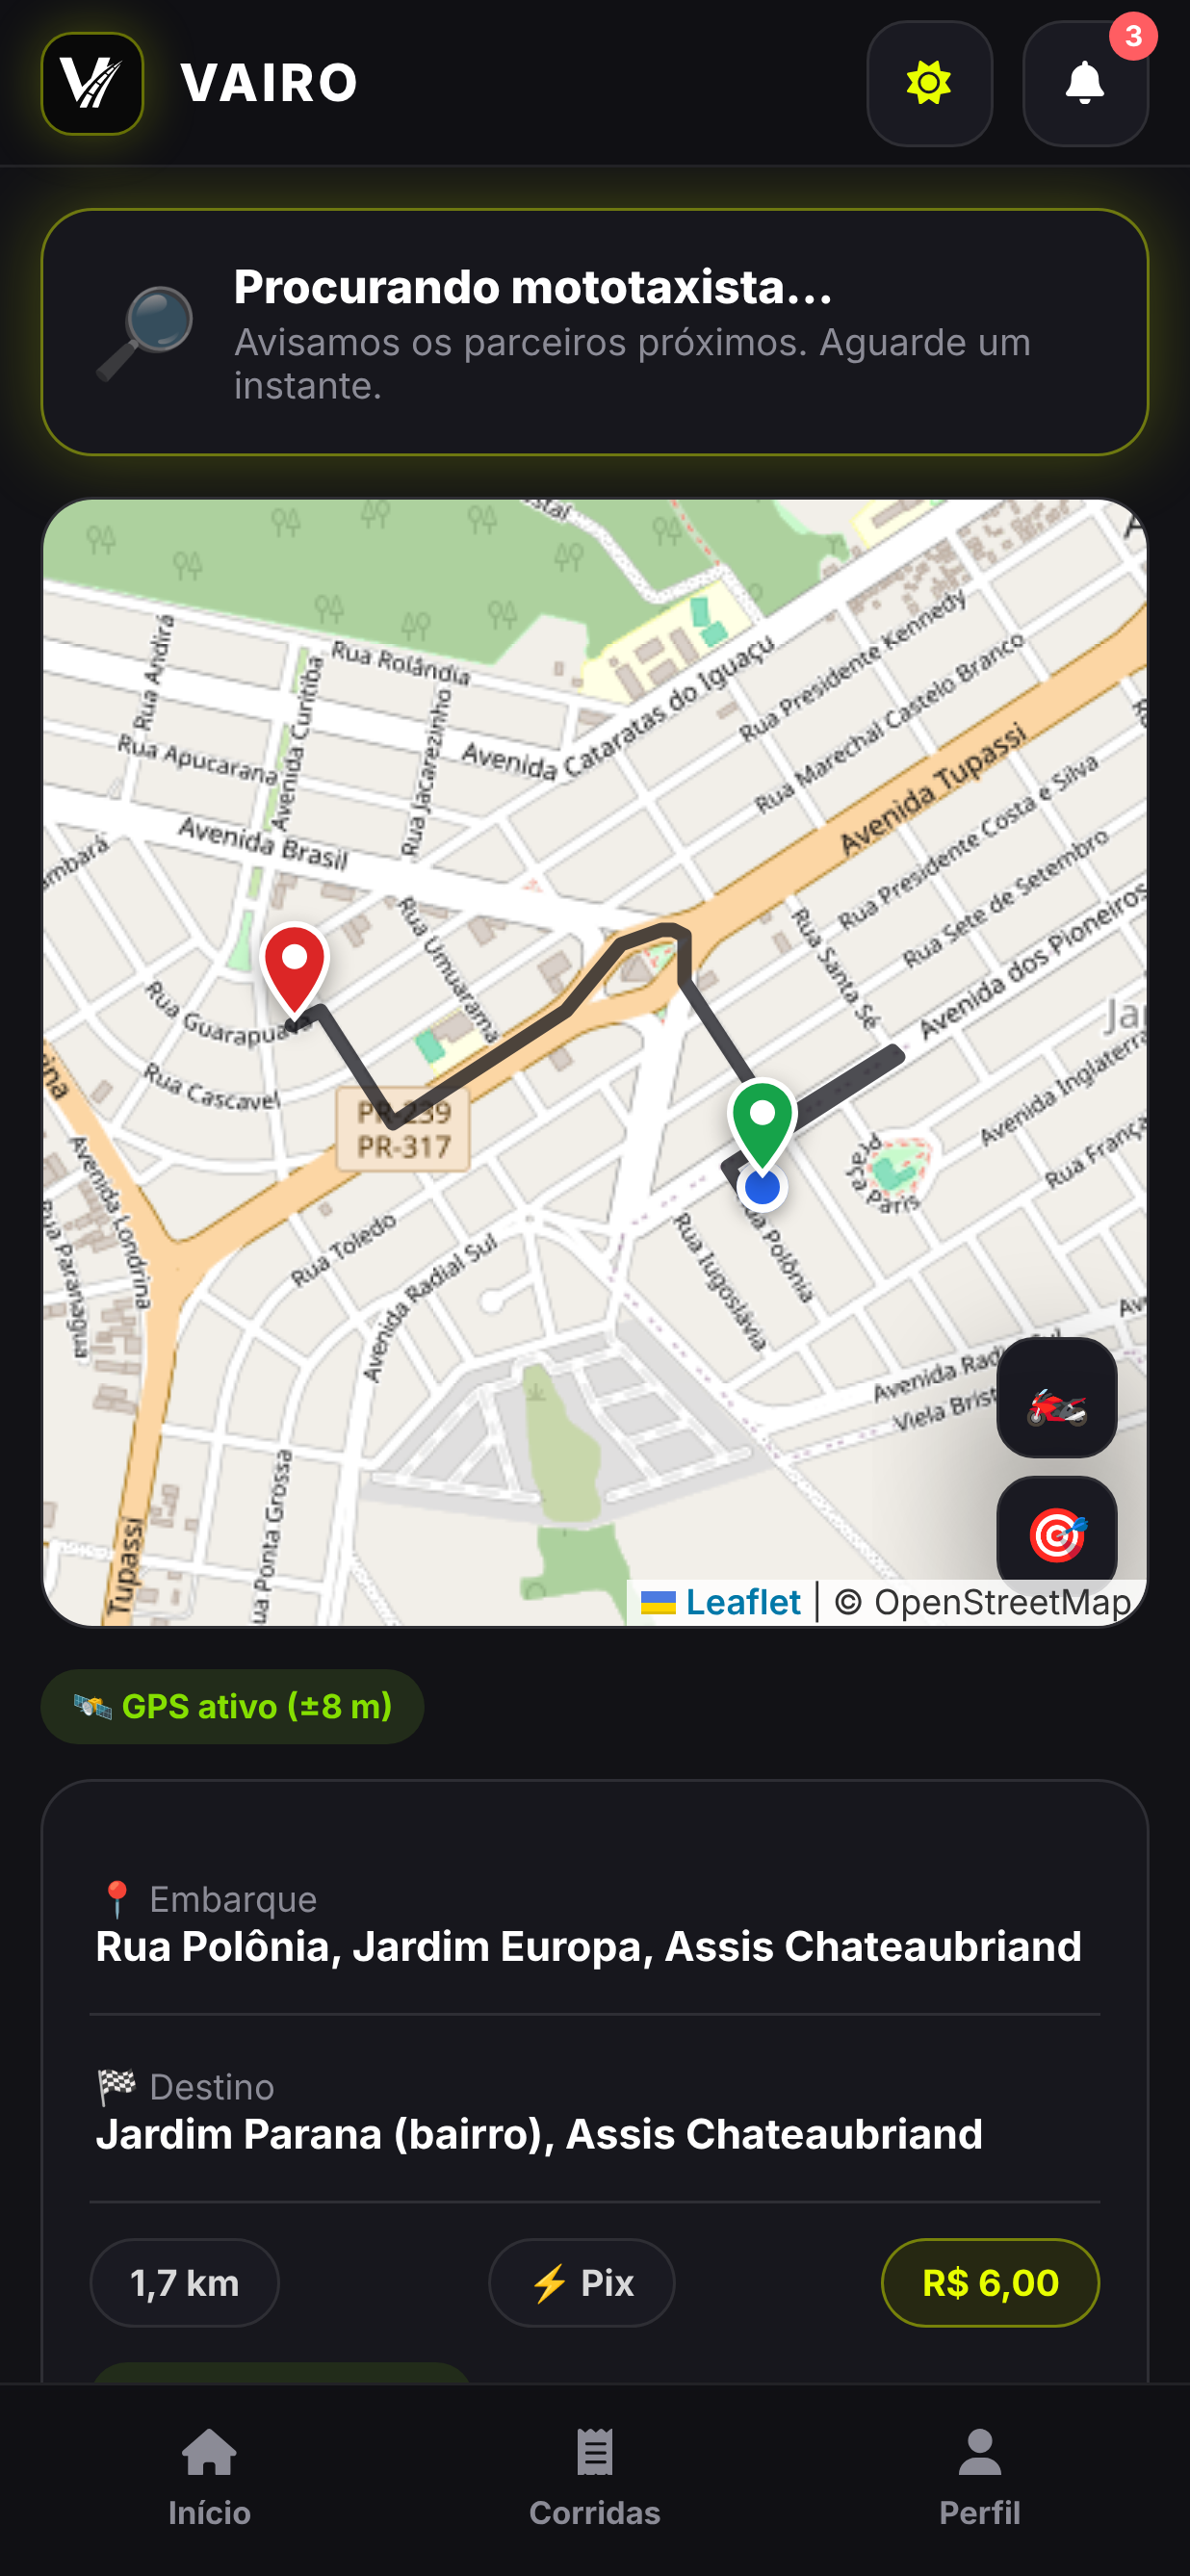 VAIRO
3
Procurando mototaxista...
Avisamos os parceiros próximos. Aguarde um
instante.
Rua Andirá
Avenida Curitiba
Rua Rolândia
Rua Jacarezinho
Rua Apucarana
Avenida Cataratas do Iguaçu
Rua Presidente Kennedy
Rua Marechal Castelo Branco
Avenida Tupassi
Rua Presidente Costa e Silva
Rua Sete de Setembro
Avenida dos Pioneiros
Avenida Brasil
Rua Umuarama
Rua Santa Sé
Rua Cascavel
PR-239
PR-317
Avenida Inglaterra
Rua França
Praça Paris
Avenida Londrina
Rua Paranaguá
Rua Toledo
Avenida Radial Sul
Rua Iugoslávia
Polônia
Viela Brist
Tupassi
ua Ponta Grossa
Leaflet | © OpenStreetMap
GPS ativo (±8 m)
Embarque
Rua Polônia, Jardim Europa, Assis Chateaubriand
Destino
Jardim Parana (bairro), Assis Chateaubriand
1,7 km
Pix
R$ 6,00
Início
Corridas
Perfil